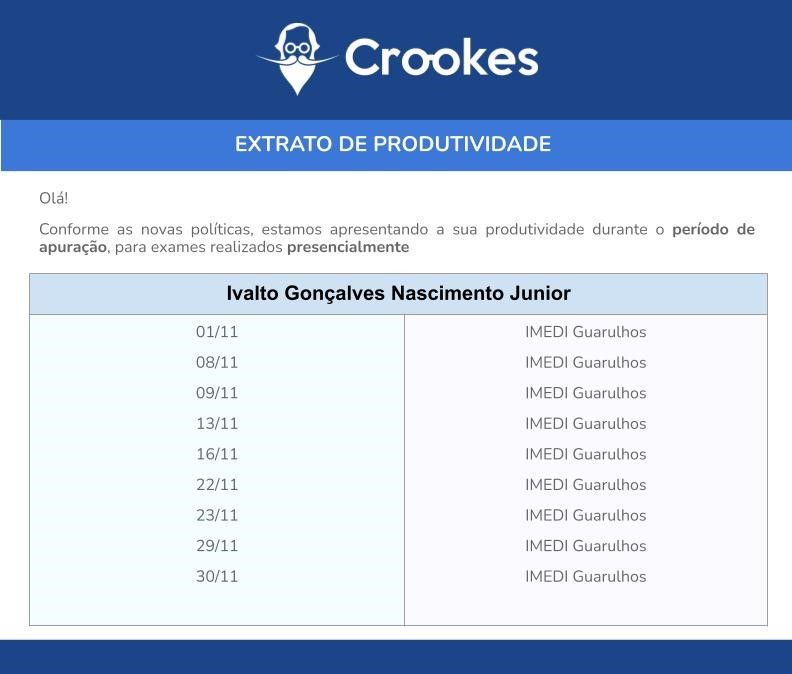 Crookes
EXTRATO DE PRODUTIVIDADE
Olá!
Conforme as novas políticas, estamos apresentando a sua produtividade durante o período de
apuração, para exames realizados presencialmente
Ivalto Gonçalves Nascimento Junior
01/11 IMEDI Guarulhos
08/11 IMEDI Guarulhos
09/11 IMEDI Guarulhos
13/11 IMEDI Guarulhos
16/11 IMEDI Guarulhos
22/11 IMEDI Guarulhos
23/11 IMEDI Guarulhos
29/11 IMEDI Guarulhos
30/11 IMEDI Guarulhos